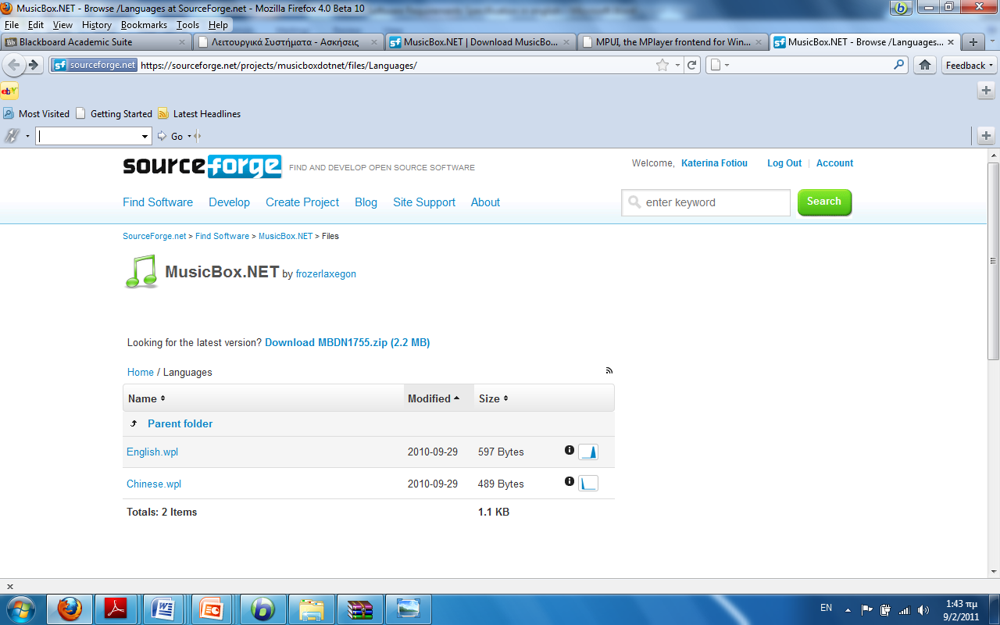 MusicBox.NET - Browse /Languages at SourceForge.net - Mozilla Firefox 4.0 Beta 10
File Edit View History Bookmarks Tools Help
Bb Blackboard Academic Suite
Λειτουργικά Συστήματα - Ασκήσεις
sf MusicBox.NET | Download MusicBo...
MPUI, the MPlayer frontend for Win...
sf MusicBox.NET - Browse /Languages...
sf sourceforge.net https://sourceforge.net/projects/musicboxdotnet/files/Languages/
Feedback
ebY
Most Visited Getting Started Latest Headlines
Go
sourceforge FIND AND DEVELOP OPEN SOURCE SOFTWARE
Welcome, Katerina Fotiou Log Out | Account
Find Software Develop Create Project Blog Site Support About
enter keyword Search
SourceForge.net > Find Software > MusicBox.NET > Files
MusicBox.NET by frozerlaxegon
Looking for the latest version? Download MBDN1755.zip (2.2 MB)
Home / Languages
Name Modified Size
Parent folder
English.wpl 2010-09-29 597 Bytes
Chinese.wpl 2010-09-29 489 Bytes
Totals: 2 Items 1.1 KB
EN
1:43 πμ
9/2/2011